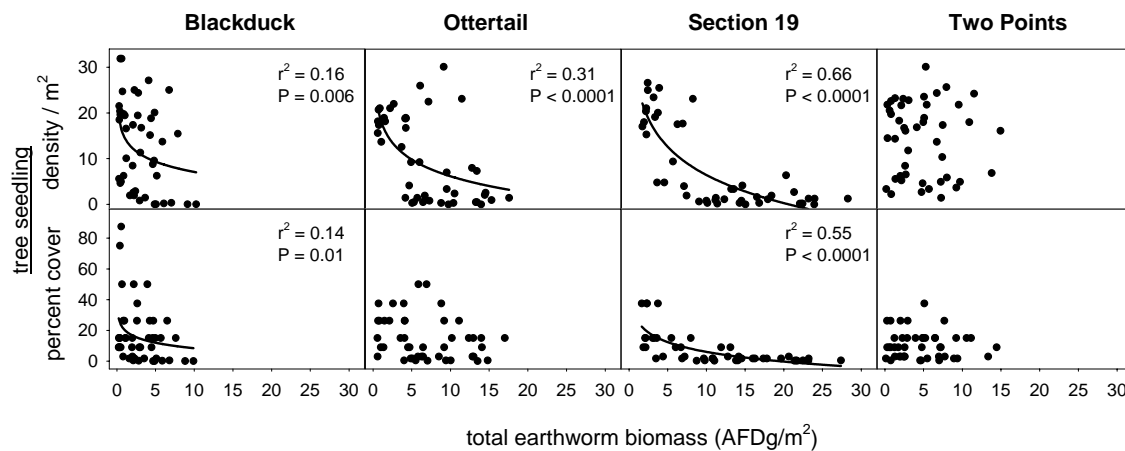 Blackduck Ottertail Section 19 Two Points
tree seedling
density / m²
percent cover
30
20
10
0
r² = 0.16
P = 0.006
r² = 0.31
P < 0.0001
r² = 0.66
P < 0.0001
80
60
40
20
0
r² = 0.14
P = 0.01
r² = 0.55
P < 0.0001
0 5 10 15 20 25 30 0 5 10 15 20 25 30 0 5 10 15 20 25 30 0 5 10 15 20 25 30
total earthworm biomass (AFDg/m²)